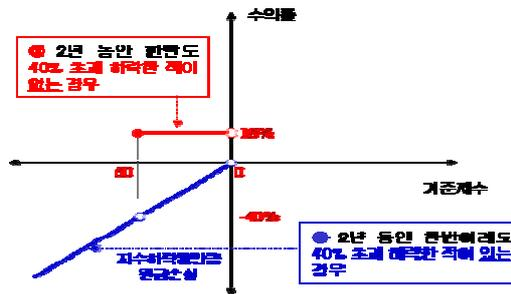 수익률
❶ 2년 동안 한번도
40% 초과 하락한 적이
없는 경우
60
0
기준지수
-40%
지수하락률만큼
원금손실
2년 동안 한번이라도
40% 초과 하락한 적이 있는
경우